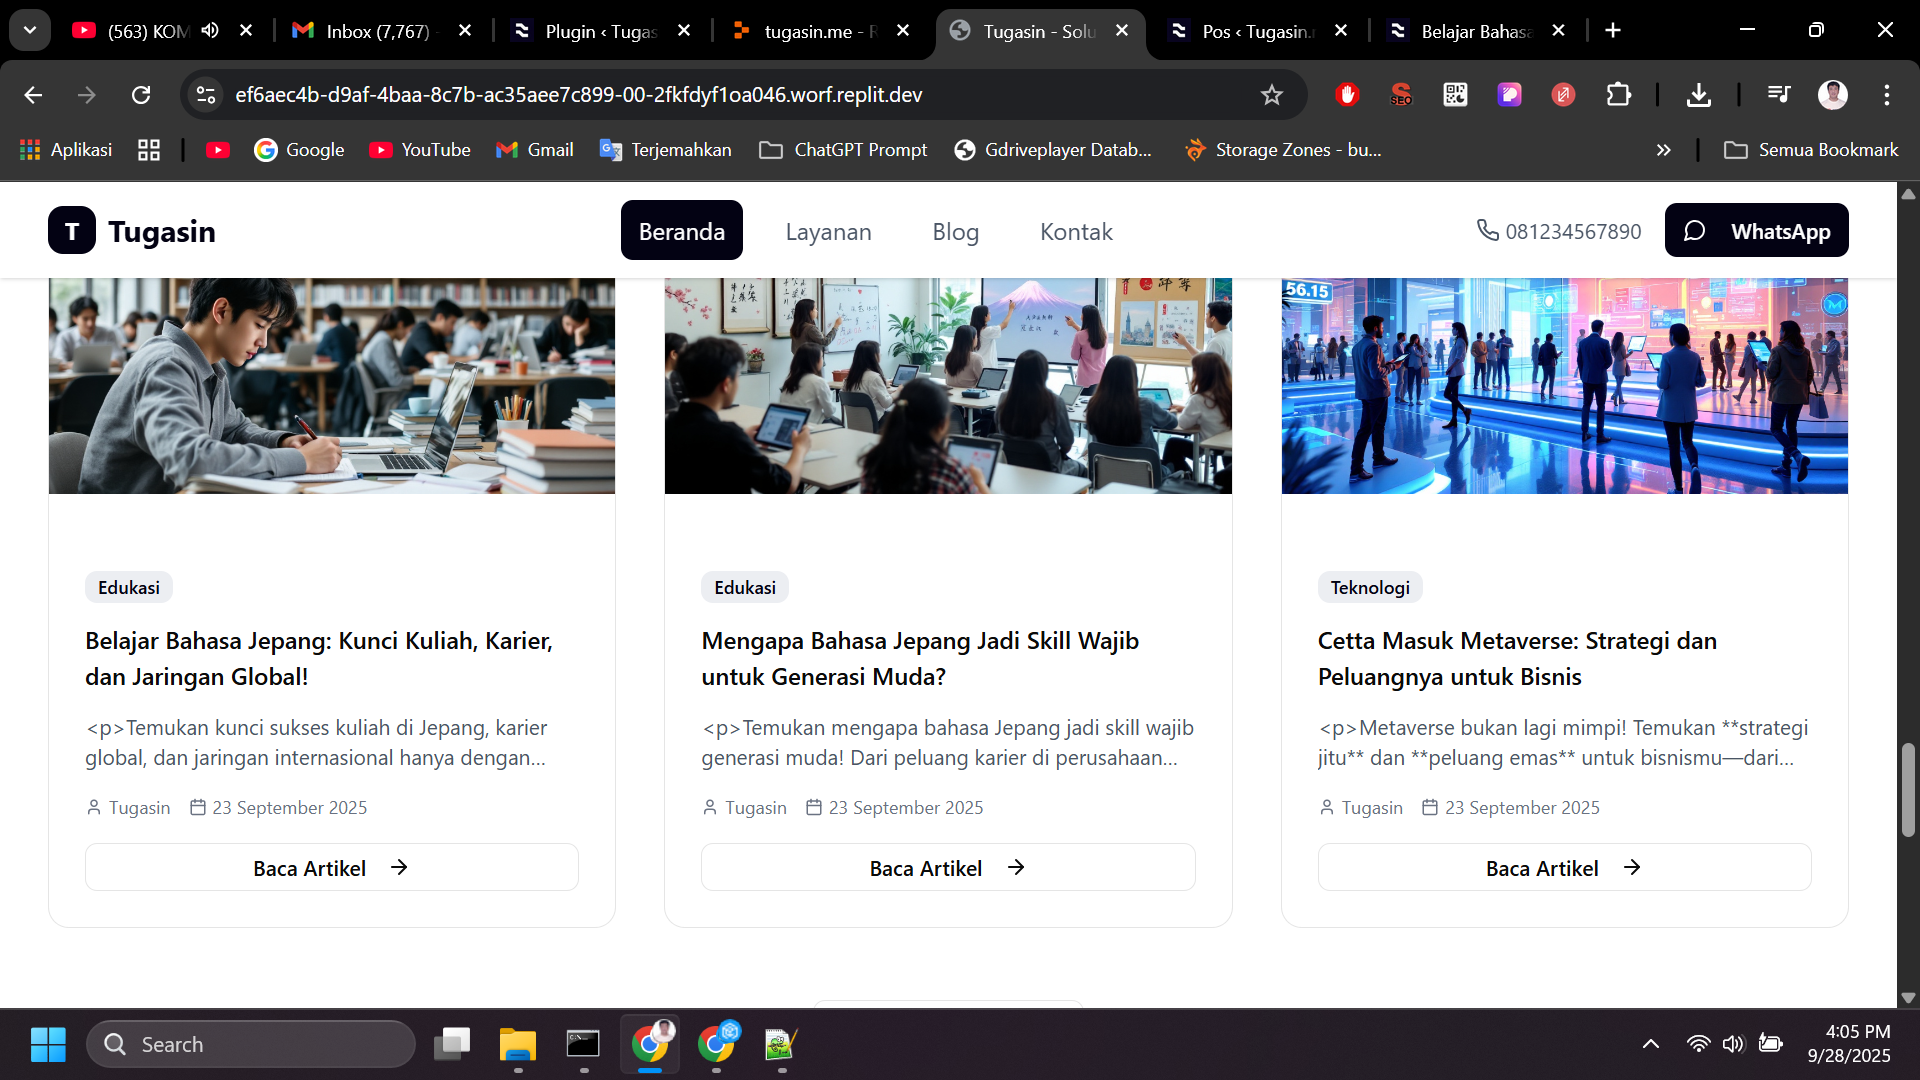 (563) KOM
Inbox (7,767) -
Plugin ‹ Tugas
tugasin.me - R
Tugasin - Solu
Pos ‹ Tugasin.
Belajar Bahasa
ef6aec4b-d9af-4baa-8c7b-ac35aee7c899-00-2fkfdyf1oa046.worf.replit.dev
SEO
Aplikasi
Google
YouTube
Gmail
Terjemahkan
ChatGPT Prompt
Gdriveplayer Datab...
Storage Zones - bu...
Semua Bookmark
T Tugasin
Beranda
Layanan
Blog
Kontak
081234567890
WhatsApp
56.15
Edukasi
Belajar Bahasa Jepang: Kunci Kuliah, Karier,
dan Jaringan Global!
<p>Temukan kunci sukses kuliah di Jepang, karier
global, dan jaringan internasional hanya dengan...
Tugasin 23 September 2025
Baca Artikel
Edukasi
Mengapa Bahasa Jepang Jadi Skill Wajib
untuk Generasi Muda?
<p>Temukan mengapa bahasa Jepang jadi skill wajib
generasi muda! Dari peluang karier di perusahaan...
Tugasin 23 September 2025
Baca Artikel
Teknologi
Cetta Masuk Metaverse: Strategi dan
Peluangnya untuk Bisnis
<p>Metaverse bukan lagi mimpi! Temukan **strategi
jitu** dan **peluang emas** untuk bisnismu—dari...
Tugasin 23 September 2025
Baca Artikel
Search
4:05 PM
9/28/2025